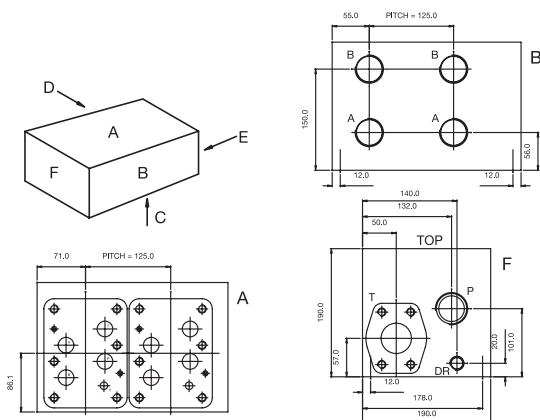 D
A
E
F
B
C
55.0
PITCH = 125.0
B
B
B
150.0
A
A
56.0
12.0
12.0
140.0
132.0
50.0
TOP
F
T
P
190.0
57.0
DR
20.0
101.0
12.0
178.0
190.0
71.0
PITCH = 125.0
A
86.1